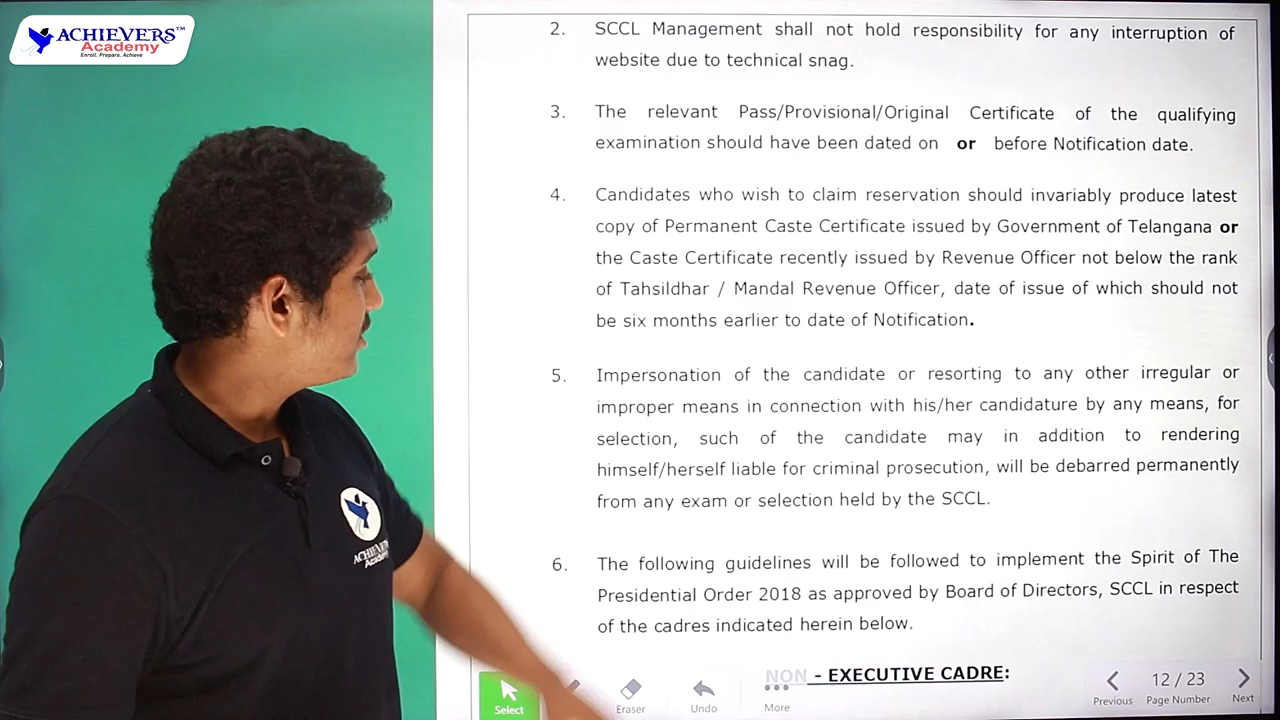 ACHIEVERS™
Academy
Enroll. Prepare. Achieve
2. SCCL Management shall not hold responsibility for any interruption of
website due to technical snag.
3. The relevant Pass/Provisional/Original Certificate of the qualifying
examination should have been dated on or before Notification date.
4. Candidates who wish to claim reservation should invariably produce latest
copy of Permanent Caste Certificate issued by Government of Telangana or
the Caste Certificate recently issued by Revenue Officer not below the rank
of Tahsildhar / Mandal Revenue Officer, date of issue of which should not
be six months earlier to date of Notification.
5. Impersonation of the candidate or resorting to any other irregular or
improper means in connection with his/her candidature by any means, for
selection, such of the candidate may in addition to rendering
himself/herself liable for criminal prosecution, will be debarred permanently
from any exam or selection held by the SCCL.
ACHIEVERS
Academy
6. The following guidelines will be followed to implement the Spirit of The
Presidential Order 2018 as approved by Board of Directors, SCCL in respect
of the cadres indicated herein below.
NON - EXECUTIVE CADRE:
Select
Eraser
Undo
More
Previous
12 / 23
Page Number
Next